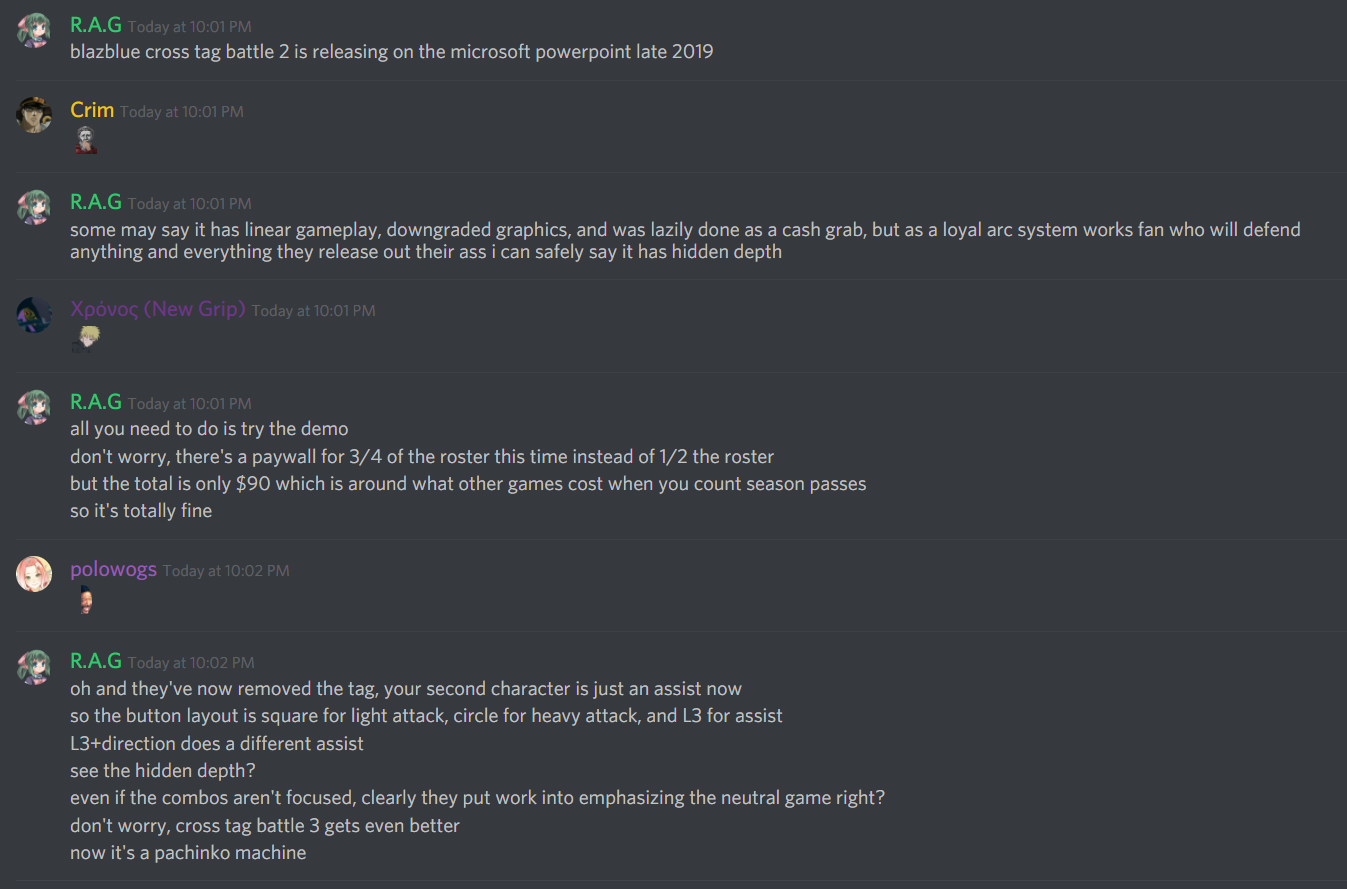 R.A.G Today at 10:01 PM
blazblue cross tag battle 2 is releasing on the microsoft powerpoint late 2019
Crim Today at 10:01 PM
R.A.G Today at 10:01 PM
some may say it has linear gameplay, downgraded graphics, and was lazily done as a cash grab, but as a loyal arc system works fan who will defend
anything and everything they release out their ass i can safely say it has hidden depth
Χρόνος (New Grip) Today at 10:01 PM
R.A.G Today at 10:01 PM
all you need to do is try the demo
don't worry, there's a paywall for 3/4 of the roster this time instead of 1/2 the roster
but the total is only $90 which is around what other games cost when you count season passes
so it's totally fine
polowogs Today at 10:02 PM
R.A.G Today at 10:02 PM
oh and they've now removed the tag, your second character is just an assist now
so the button layout is square for light attack, circle for heavy attack, and L3 for assist
L3+direction does a different assist
see the hidden depth?
even if the combos aren't focused, clearly they put work into emphasizing the neutral game right?
don't worry, cross tag battle 3 gets even better
now it's a pachinko machine